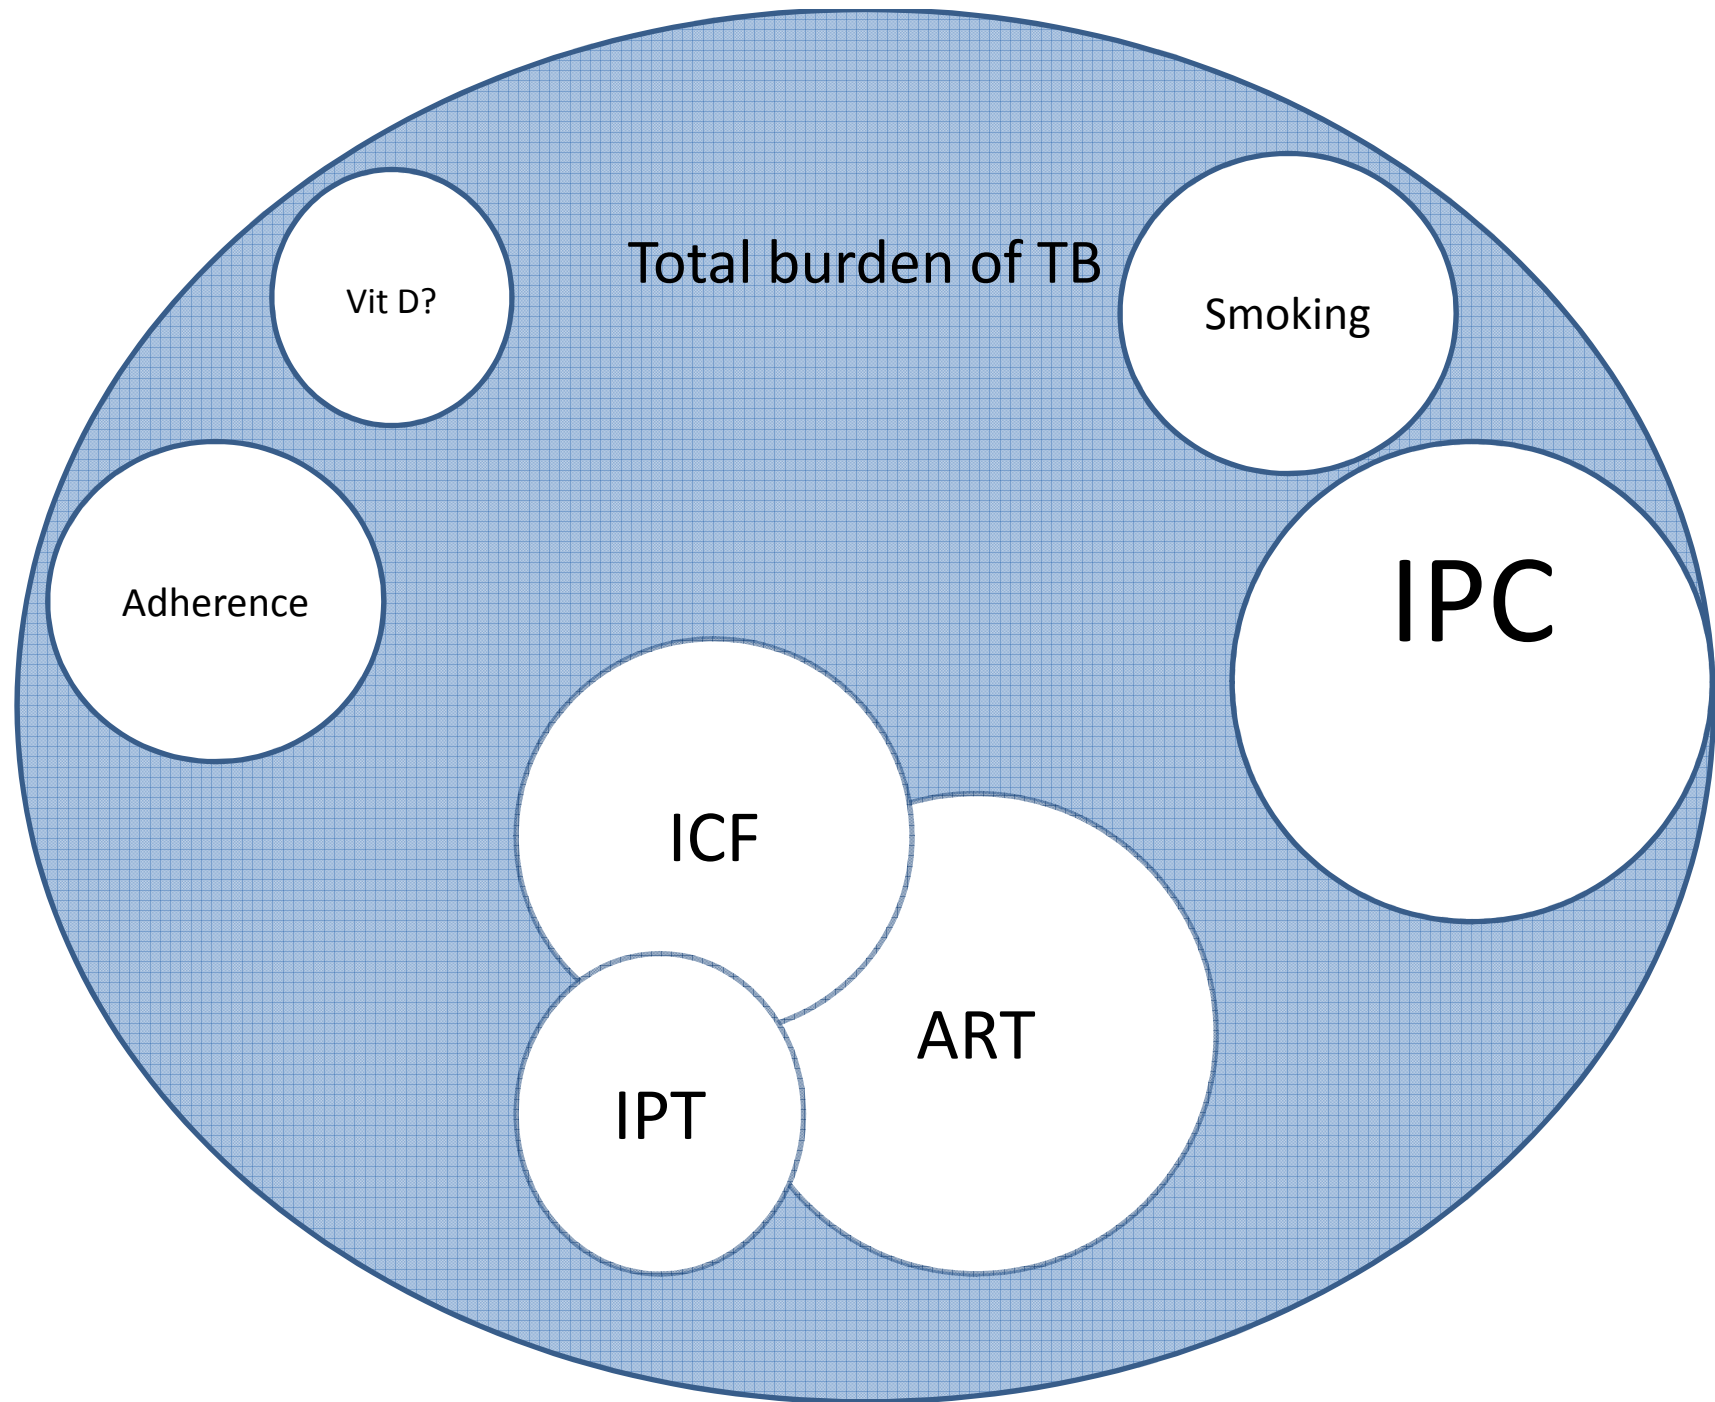 Total burden of TB
Vit D?
Smoking
Adherence
IPC
ICF
ART
IPT